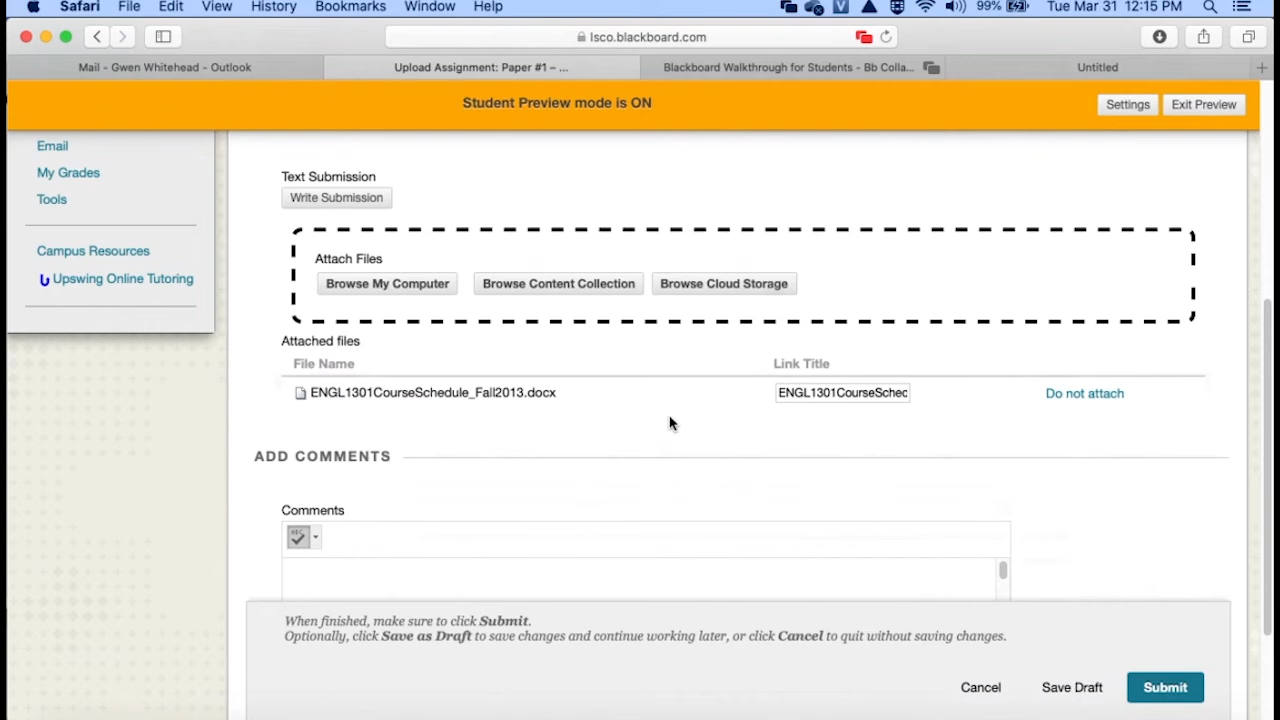 Safari File Edit View History Bookmarks Window Help 99% Tue Mar 31 12:15 PM
lsco.blackboard.com
Mail - Gwen Whitehead - Outlook Upload Assignment: Paper #1 – ... Blackboard Walkthrough for Students - Bb Colla... Untitled
Student Preview mode is ON Settings Exit Preview
Email
My Grades
Tools
Campus Resources
Upswing Online Tutoring
Text Submission
Write Submission
Attach Files
Browse My Computer Browse Content Collection Browse Cloud Storage
Attached files
File Name Link Title
ENGL1301CourseSchedule_Fall2013.docx ENGL1301CourseSchec Do not attach
ADD COMMENTS
Comments
ABC
When finished, make sure to click Submit.
Optionally, click Save as Draft to save changes and continue working later, or click Cancel to quit without saving changes.
Cancel Save Draft Submit